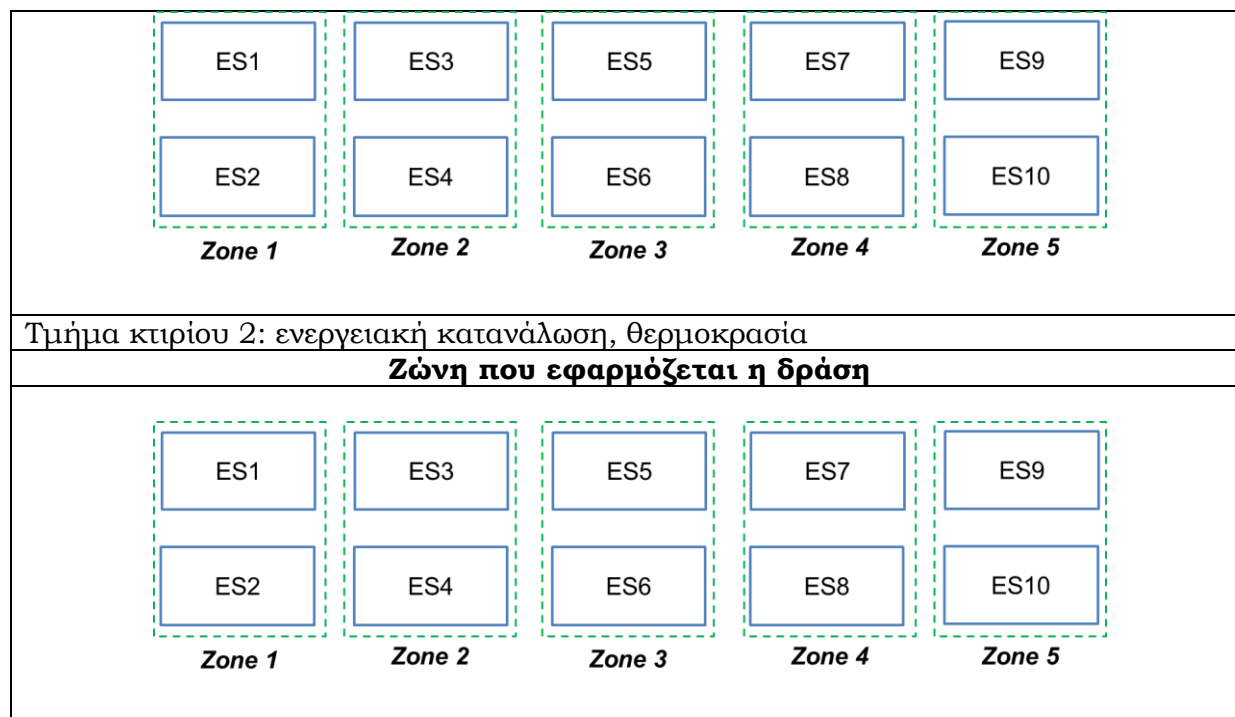 ES1 ES3 ES5 ES7 ES9
ES2 ES4 ES6 ES8 ES10
Zone 1 Zone 2 Zone 3 Zone 4 Zone 5
Τμήμα κτιρίου 2: ενεργειακή κατανάλωση, θερμοκρασία
Ζώνη που εφαρμόζεται η δράση
ES1 ES3 ES5 ES7 ES9
ES2 ES4 ES6 ES8 ES10
Zone 1 Zone 2 Zone 3 Zone 4 Zone 5